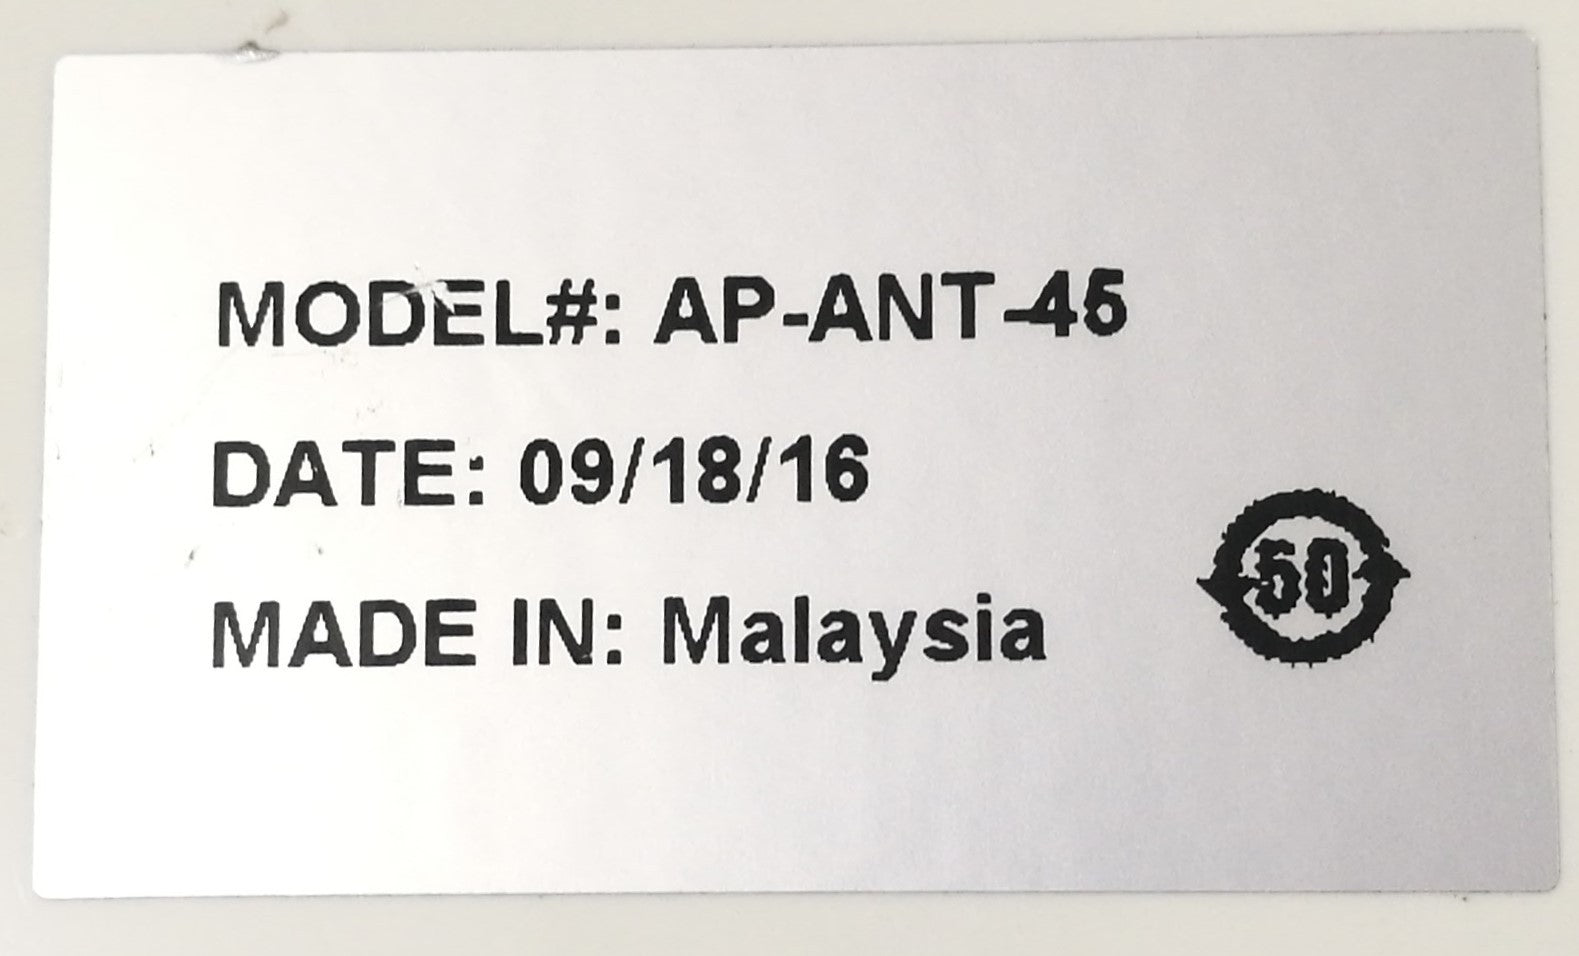 MODEL#: AP-ANT-45
DATE: 09/18/16
MADE IN: Malaysia
50